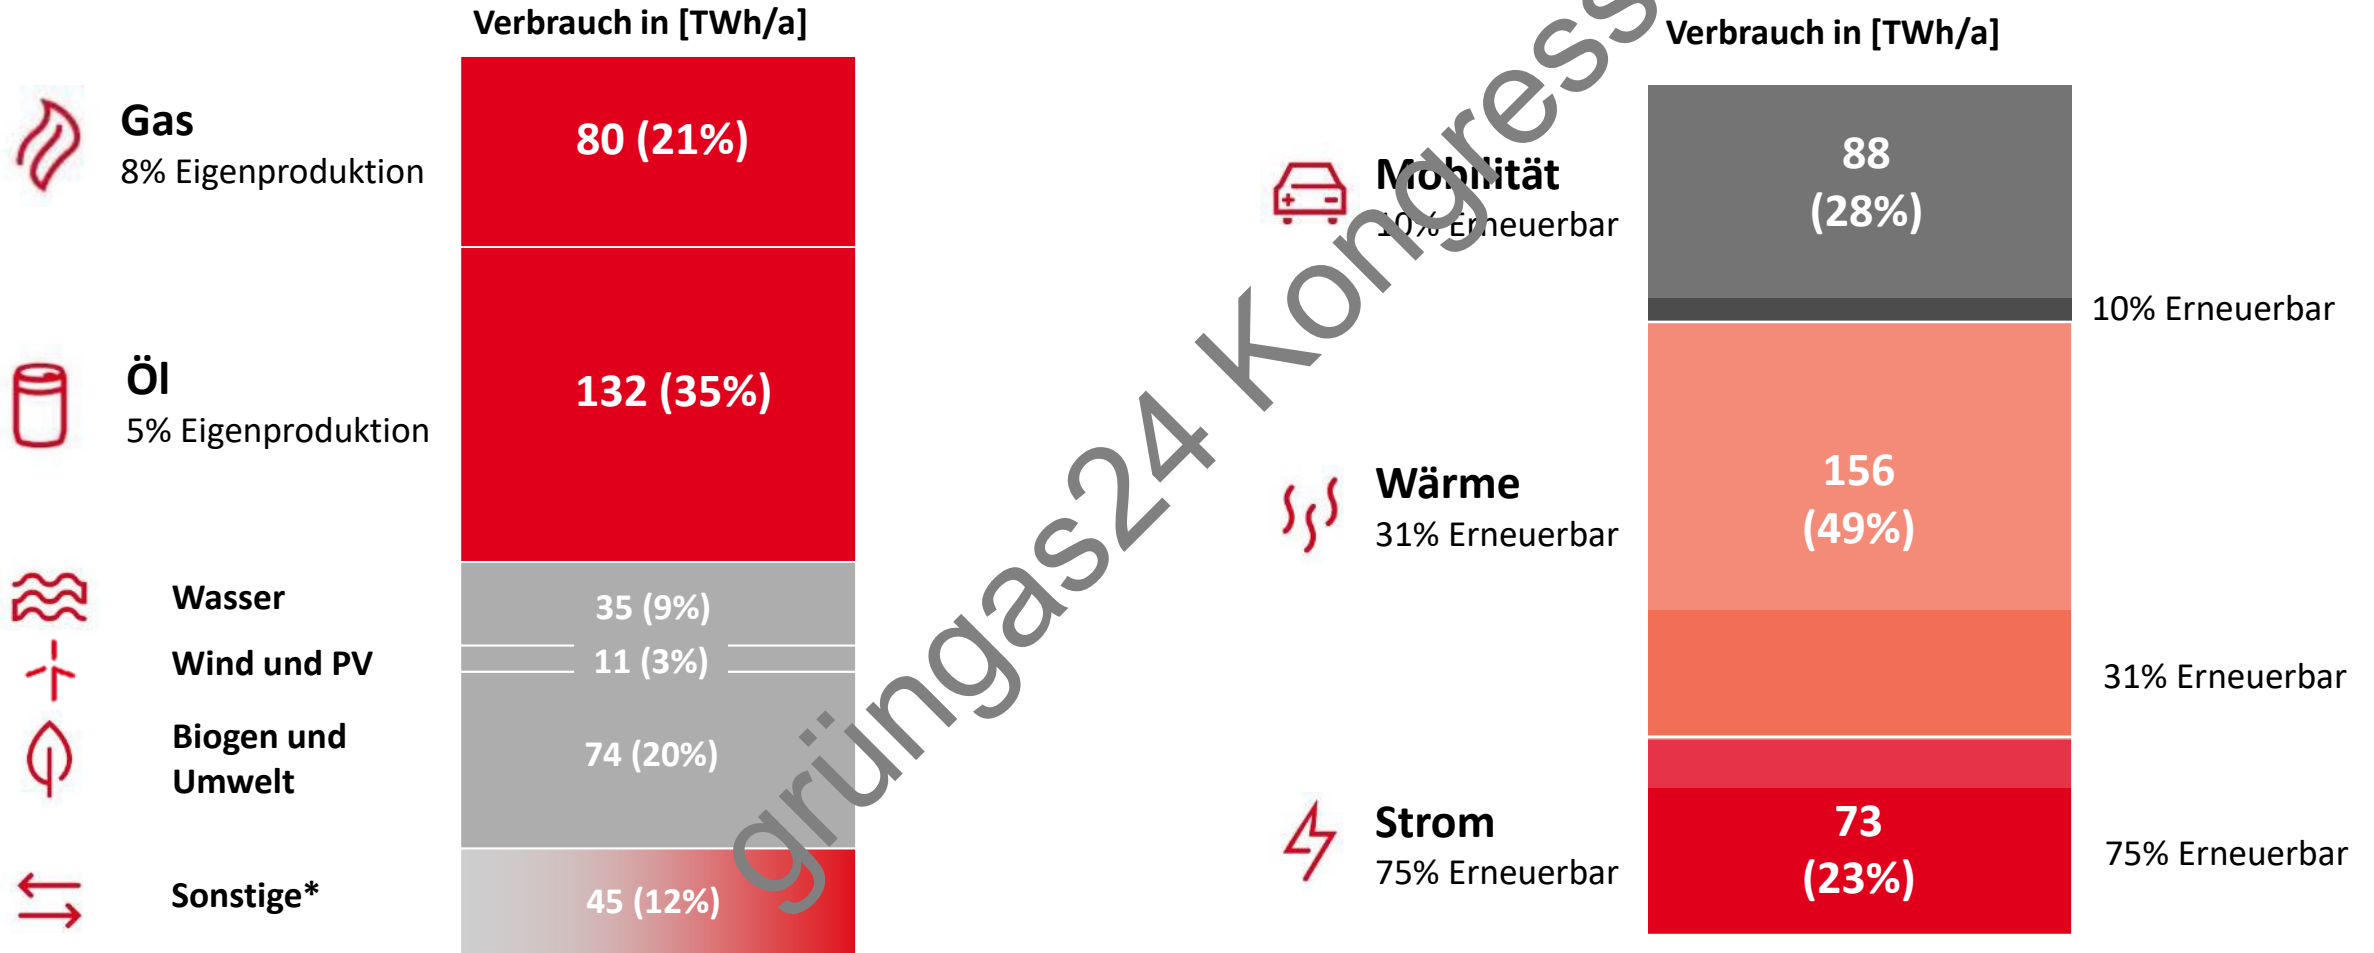 Verbrauch in [TWh/a]
Gas
8% Eigenproduktion
80 (21%)
Öl
5% Eigenproduktion
132 (35%)
Wasser
35 (9%)
Wind und PV
11 (3%)
Biogen und
Umwelt
74 (20%)
Sonstige*
45 (12%)
grüngas24 Kongress
Verbrauch in [TWh/a]
Mobilität
10% Erneuerbar
88
(28%)
10% Erneuerbar
Wärme
31% Erneuerbar
156
(49%)
31% Erneuerbar
Strom
75% Erneuerbar
73
(23%)
75% Erneuerbar